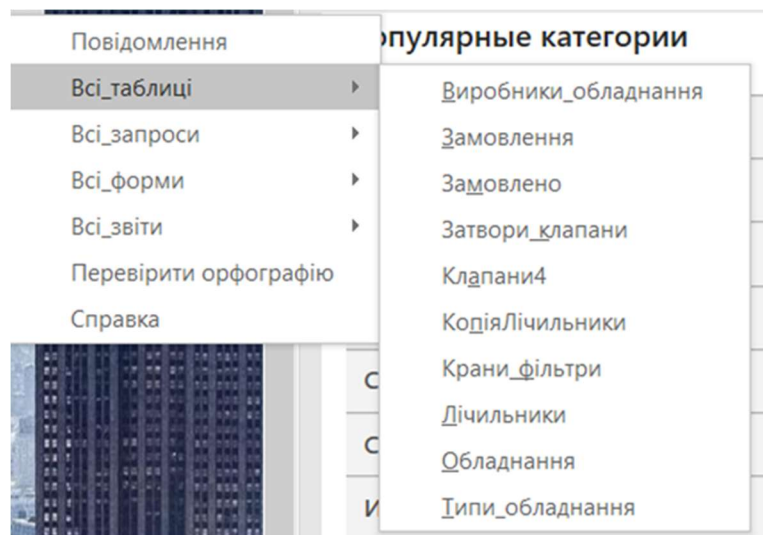 Повідомлення
Всі_таблиці
Всі_запроси
Всі_форми
Всі_звіти
Перевірити орфографію
Справка
опулярные категории
Виробники_обладнання
Замовлення
Замовлено
Затвори_клапани
Клапани4
КопіяЛічильники
Крани_фільтри
Лічильники
Обладнання
Типи_обладнання